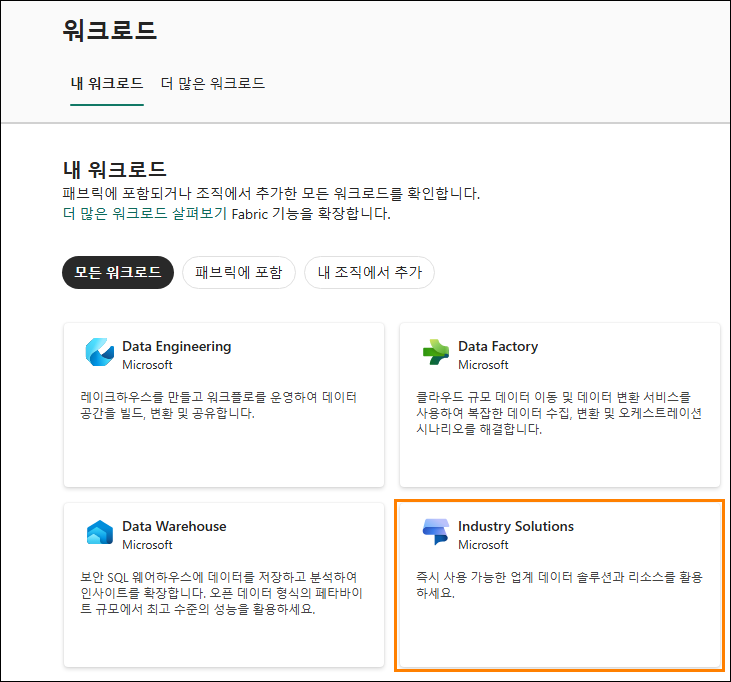 워크로드
내 워크로드 더 많은 워크로드
내 워크로드
패브릭에 포함되거나 조직에서 추가한 모든 워크로드를 확인합니다.
더 많은 워크로드 살펴보기 Fabric 기능을 확장합니다.
모든 워크로드 패브릭에 포함 내 조직에서 추가
Data Engineering
Microsoft
레이크하우스를 만들고 워크플로를 운영하여 데이터
공간을 빌드, 변환 및 공유합니다.
Data Factory
Microsoft
클라우드 규모 데이터 이동 및 데이터 변환 서비스를
사용하여 복잡한 데이터 수집, 변환 및 오케스트레이션
시나리오를 해결합니다.
Data Warehouse
Microsoft
보안 SQL 웨어하우스에 데이터를 저장하고 분석하여
인사이트를 확장합니다. 오픈 데이터 형식의 페타바이
트 규모에서 최고 수준의 성능을 활용하세요.
Industry Solutions
Microsoft
즉시 사용 가능한 업계 데이터 솔루션과 리소스를 활용
하세요.